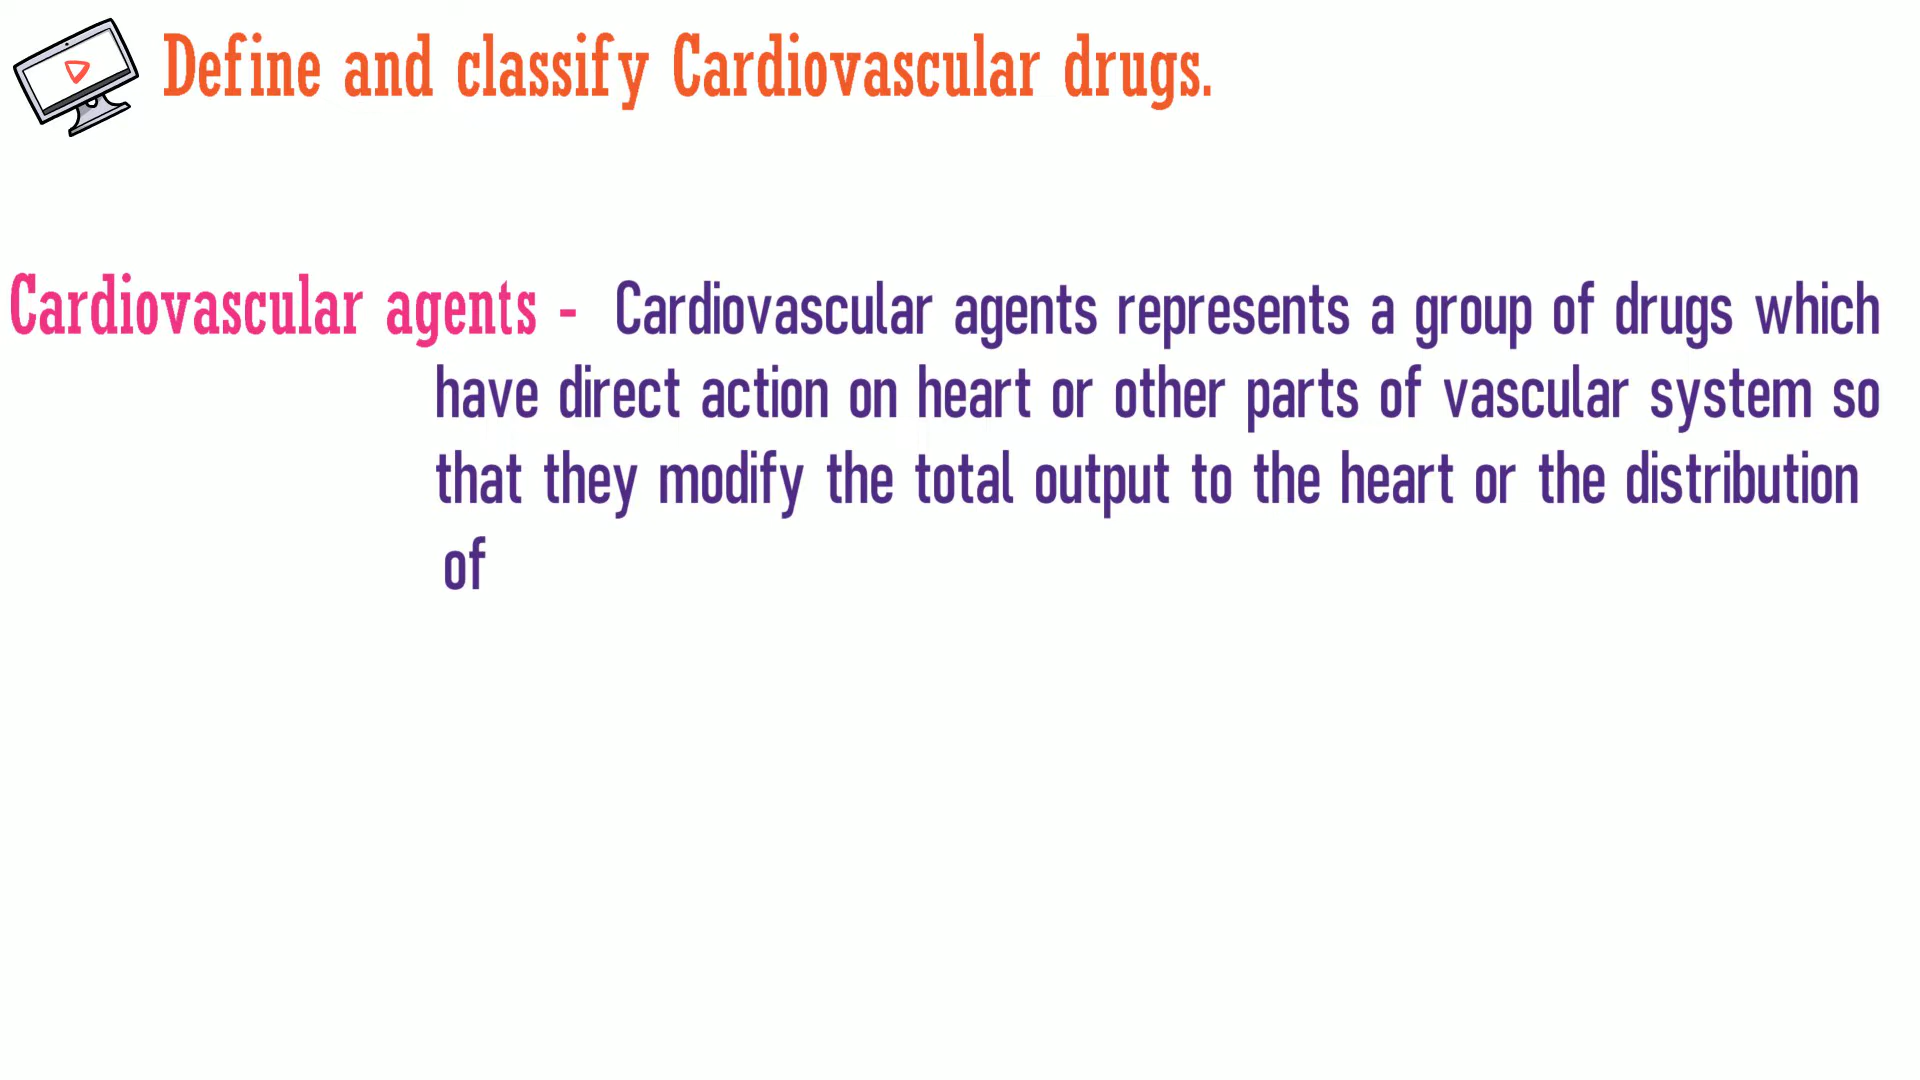 Define and classify Cardiovascular drugs.
Cardiovascular agents - Cardiovascular agents represents a group of drugs which
have direct action on heart or other parts of vascular system so
that they modify the total output to the heart or the distribution
of